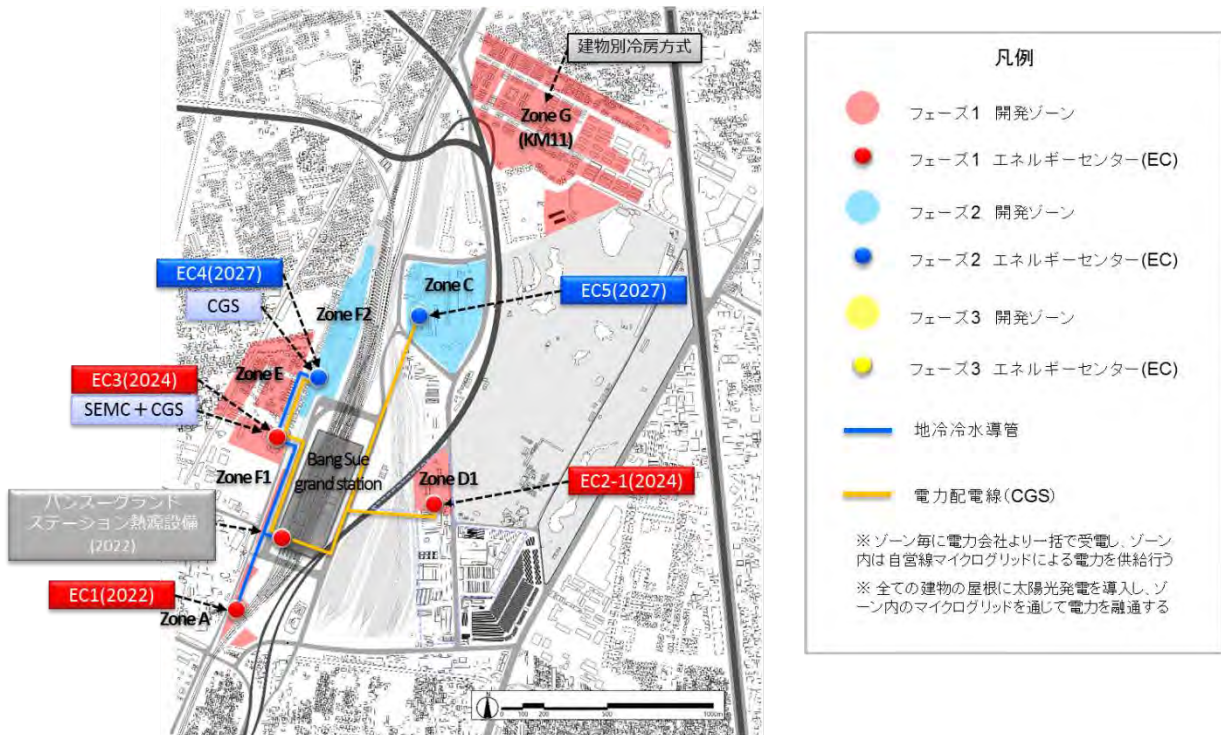 建物別冷房方式
Zone G
(KM11)
EC4(2027)
CGS
Zone F2
Zone C
EC5(2027)
Zone E
EC3(2024)
SEMC＋CGS
Zone F1
Bang Sue
grand station
Zone D1
EC2-1(2024)
バンスーグランド
ステーション熱源設備
(2022)
EC1(2022)
Zone A
0 100 200 500 1000m
凡例
フェーズ1 開発ゾーン
フェーズ1 エネルギーセンター(EC)
フェーズ2 開発ゾーン
フェーズ2 エネルギーセンター(EC)
フェーズ3 開発ゾーン
フェーズ3 エネルギーセンター(EC)
地冷冷水導管
電力配電線(CGS)
※ ゾーン毎に電力会社より一括で受電し、ゾーン
内は自営線マイクログリッドによる電力を供給行う
※ 全ての建物の屋根に太陽光発電を導入し、ゾ
ーン内のマイクログリッドを通じて電力を融通する